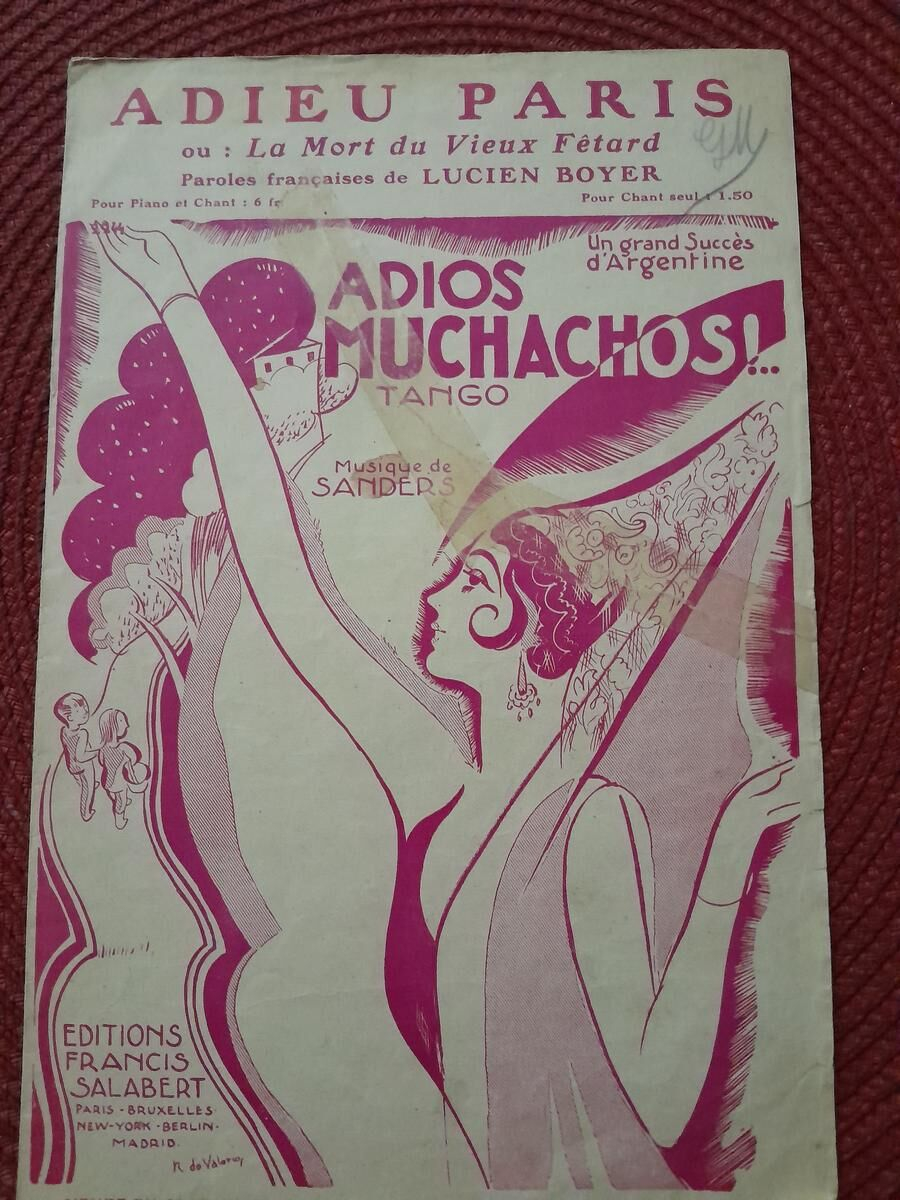 ADIEU PARIS
ou : La Mort du Vieux Fêtard
Paroles françaises de LUCIEN BOYER
Pour Piano et Chant : 6 fr
Pour Chant seul : 1.50
Un grand Succès
d'Argentine
ADIOS
MUCHACHOS!..
TANGO
Musique de
SANDERS
EDITIONS
FRANCIS
SALABERT
PARIS - BRUXELLES
NEW-YORK - BERLIN -
MADRID.